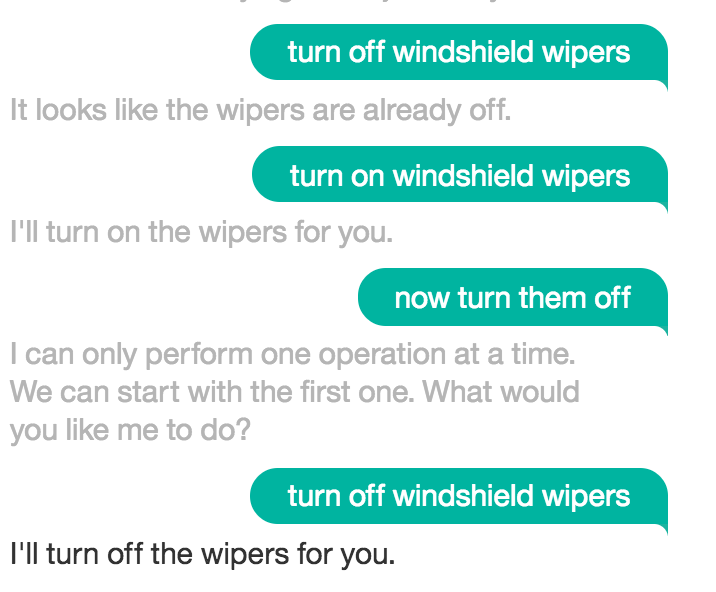 turn off windshield wipers
It looks like the wipers are already off.
turn on windshield wipers
I'll turn on the wipers for you.
now turn them off
I can only perform one operation at a time.
We can start with the first one. What would
you like me to do?
turn off windshield wipers
I'll turn off the wipers for you.